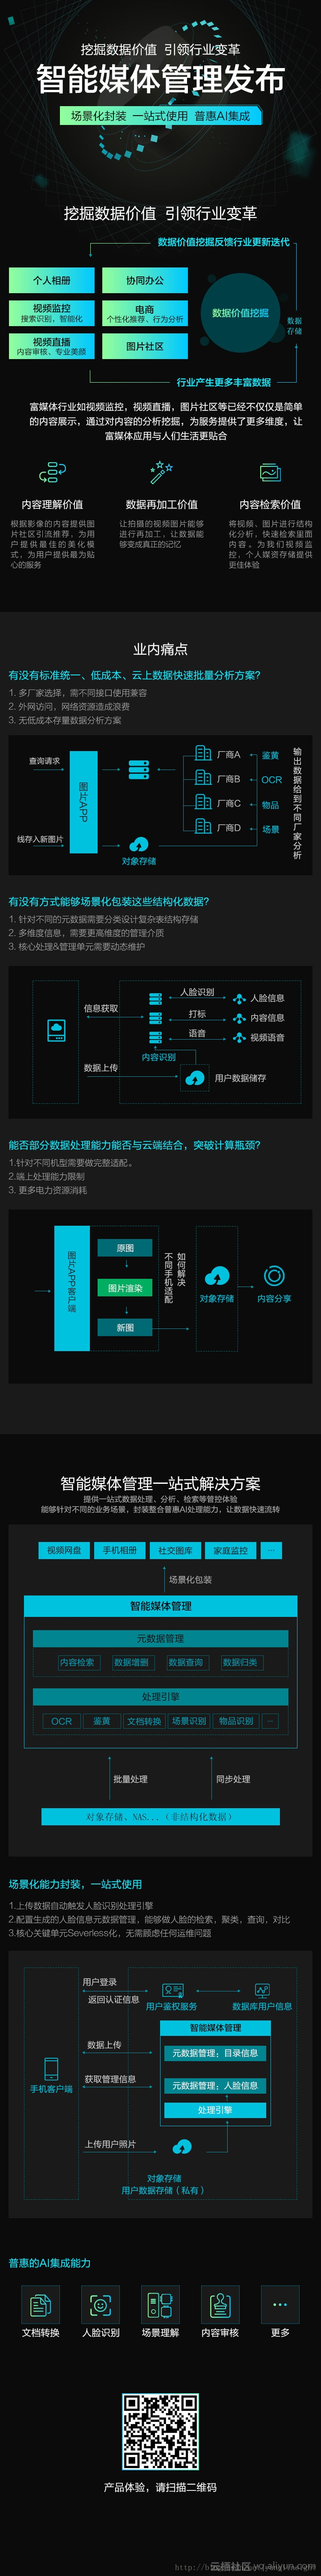 挖掘数据价值 引领行业变革
智能媒体管理发布
场景化封装 一站式使用 普惠AI集成
挖掘数据价值 引领行业变革
数据价值挖掘反馈行业更新迭代
个人相册
协同办公
视频监控
搜索识别、智能化
电商
个性化推荐、行为分析
视频直播
内容审核、专业美颜
图片社区
数据价值挖掘
数据
存储
行业产生更多丰富数据
富媒体行业如视频监控，视频直播，图片社区等已经不仅仅是简单
的内容展示，通过对内容的分析挖掘，为服务提供了更多维度，让
富媒体应用与人们生活更贴合
内容理解价值
根据影像的内容提供图
片社区引流推荐，为用
户提供最佳的美化模
式，为用户提供最为贴
心的服务
数据再加工价值
让拍摄的视频图片能够
进行再加工，让数据能
够变成真正的记忆
内容检索价值
将视频、图片进行结构
化分析，快速检索里面
内容。为我们视频监
控，个人媒资存储提供
更佳体验
业内痛点
有没有标准统一、低成本、云上数据快速批量分析方案？
1. 多厂家选择，需不同接口使用兼容
2. 外网访问，网络资源造成浪费
3. 无低成本存量数据分析方案
查询请求
线存入新图片
图片APP
对象存储
厂商A
厂商B
厂商C
厂商D
鉴黄
OCR
物品
场景
输出数据给到不同厂家分析
有没有方式能够场景化包装这些结构化数据？
1. 针对不同的元数据需要分类设计复杂表结构存储
2. 多维度信息，需要更高维度的管理介质
3. 核心处理&管理单元需要动态维护
信息获取
数据上传
人脸识别
打标
语音
内容识别
人脸信息
内容信息
视频语音
用户数据储存
能否部分数据处理能力能否与云端结合，突破计算瓶颈？
1.针对不同机型需要做完整适配。
2.端上处理能力限制
3. 更多电力资源消耗
图片APP客户端
原图
图片渲染
新图
如何解决
不同手机适配
对象存储
内容分享
智能媒体管理一站式解决方案
提供一站式数据处理、分析、检索等管控体验
能够针对不同的业务场景，封装整合普惠AI处理能力，让数据快速流转
视频网盘
手机相册
社交图库
家庭监控
...
场景化包装
智能媒体管理
元数据管理
内容检索
数据增删
数据查询
数据归类
处理引擎
OCR
鉴黄
文档转换
场景识别
物品识别
...
批量处理
同步处理
对象存储、NAS...（非结构化数据）
场景化能力封装，一站式使用
1.上传数据自动触发人脸识别处理引擎
2.配置生成的人脸信息元数据管理，能够做人脸的检索，聚类，查询，对比
3.核心关键单元Severless化，无需顾虑任何运维问题
用户登录
返回认证信息
用户鉴权服务
数据库用户信息
智能媒体管理
数据上传
元数据管理：目录信息
获取管理信息
手机客户端
元数据管理：人脸信息
处理引擎
上传用户照片
对象存储
用户数据存储（私有）
普惠的AI集成能力
文档转换
人脸识别
场景理解
内容审核
更多
产品体验，请扫描二维码
云栖社区 yq.aliyun.com